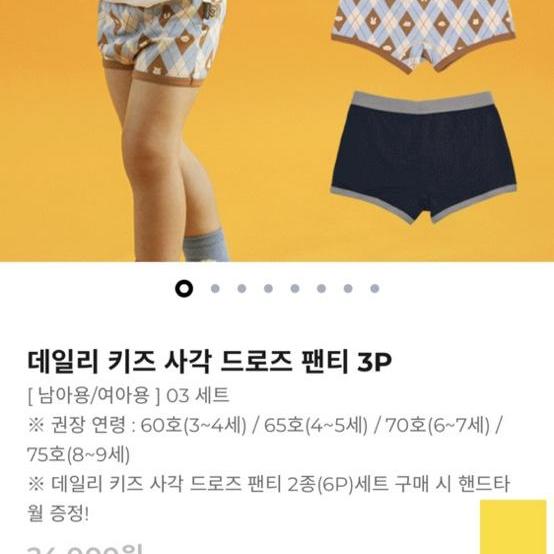 데일리 키즈 사각 드로즈 팬티 3P
[ 남아용/여아용 ] 03 세트
※ 권장 연령 : 60호(3~4세) / 65호(4~5세) / 70호(6~7세) /
75호(8~9세)
※ 데일리 키즈 사각 드로즈 팬티 2종(6P)세트 구매 시 핸드타
월 증정!